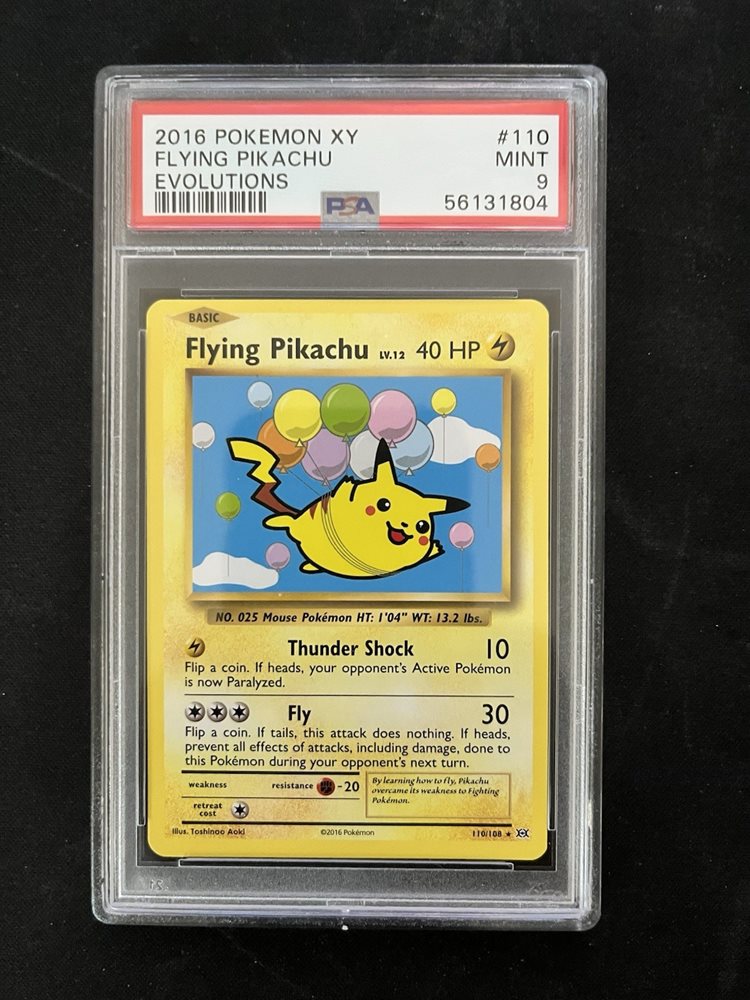 2016 POKEMON XY #110
FLYING PIKACHU MINT
EVOLUTIONS 9
PSA 56131804
BASIC
Flying Pikachu LV.12 40 HP
NO. 025 Mouse Pokémon HT: 1'04" WT: 13.2 lbs.
Thunder Shock 10
Flip a coin. If heads, your opponent's Active Pokémon
is now Paralyzed.
Fly 30
Flip a coin. If tails, this attack does nothing. If heads,
prevent all effects of attacks, including damage, done to
this Pokémon during your opponent's next turn.
weakness resistance -20
retreat
cost
By learning how to fly, Pikachu
overcame its weakness to Fighting
Pokémon.
Illus. Toshinao Aoki ©2016 Pokémon 110/108 ★